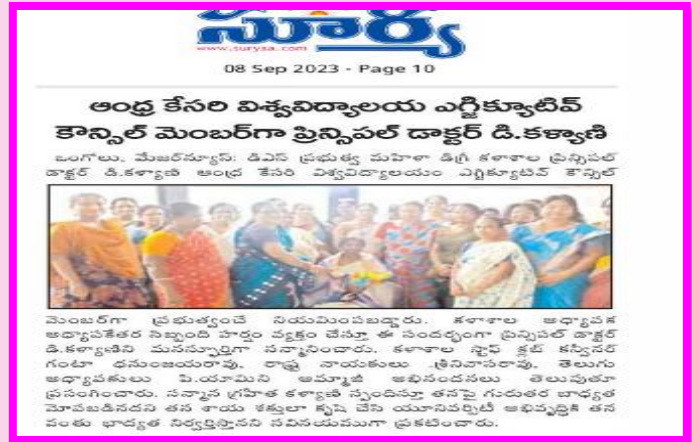 సూర్య
www.surysa.com
08 Sep 2023 - Page 10
ఆంధ్ర కేసరి విశ్వవిద్యాలయ ఎగ్జిక్యూటివ్
కౌన్సిల్ మెంబర్‌గా ప్రిన్సిపల్ డాక్టర్ డి.కళ్యాణి
ఒంగోలు, మేజర్‌న్యూస్: డిఎస్ ప్రభుత్వ మహిళా డిగ్రీ కళాశాల ప్రిన్సిపల్
డాక్టర్ డి.కళ్యాణి ఆంధ్ర కేసరి విశ్వవిద్యాలయం ఎగ్జిక్యూటివ్ కౌన్సిల్
మెంబర్‌గా ప్రభుత్వంచే నియమింపబడ్డారు. కళాశాల అధ్యాపక
అధ్యాపకేతర సిబ్బంది హర్షం వ్యక్తం చేస్తూ ఈ సందర్భంగా ప్రిన్సిపల్ డాక్టర్
డి.కళ్యాణిని మనస్ఫూర్తిగా సన్మానించారు. కళాశాల స్టాఫ్ క్లబ్ కన్వీనర్
గంటా ధనుంజయరావు, రాష్ట్ర నాయకులు శ్రీనివాసరావు, తెలుగు
అధ్యాపకులు పి.యామిని అమ్మాజీ అభినందనలు తెలుపుతూ
ప్రసంగించారు. సన్మాన గ్రహీత కళ్యాణి స్పందిస్తూ తనపై గురుతర బాధ్యత
మోపబడినదని తన శాయ శక్తులా కృషి చేసి యూనివర్సిటీ అభివృద్ధికి తన
వంతు భాద్యత నిర్వర్తిస్తానని సవినయముగా ప్రకటించారు.